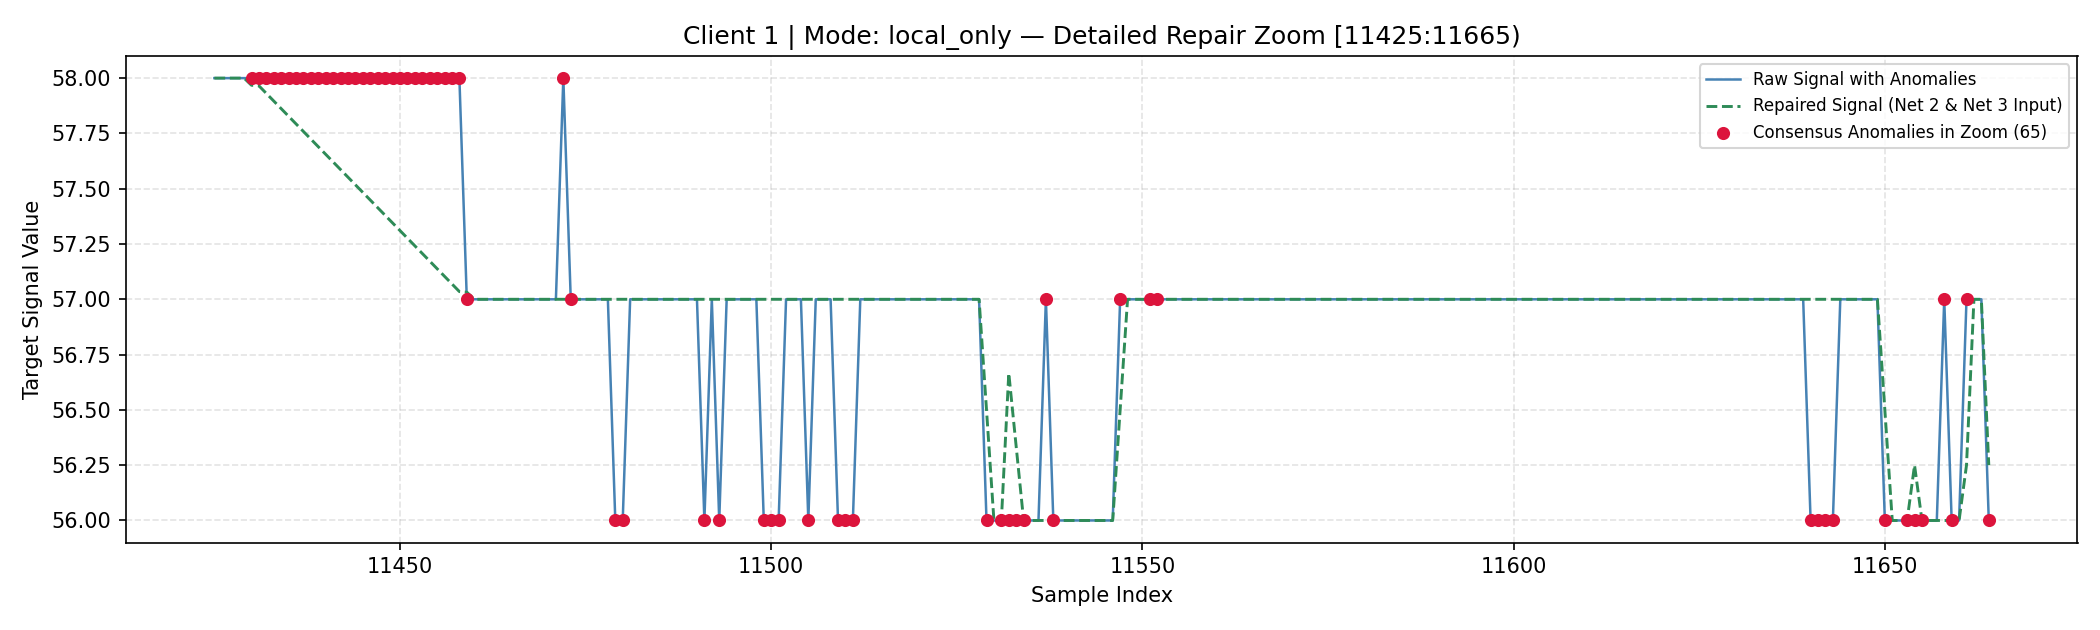 Client 1 | Mode: local_only — Detailed Repair Zoom [11425:11665)
Raw Signal with Anomalies
Repaired Signal (Net 2 & Net 3 Input)
Consensus Anomalies in Zoom (65)
Target Signal Value
58.00
57.75
57.50
57.25
57.00
56.75
56.50
56.25
56.00
11450
11500
11550
11600
11650
Sample Index